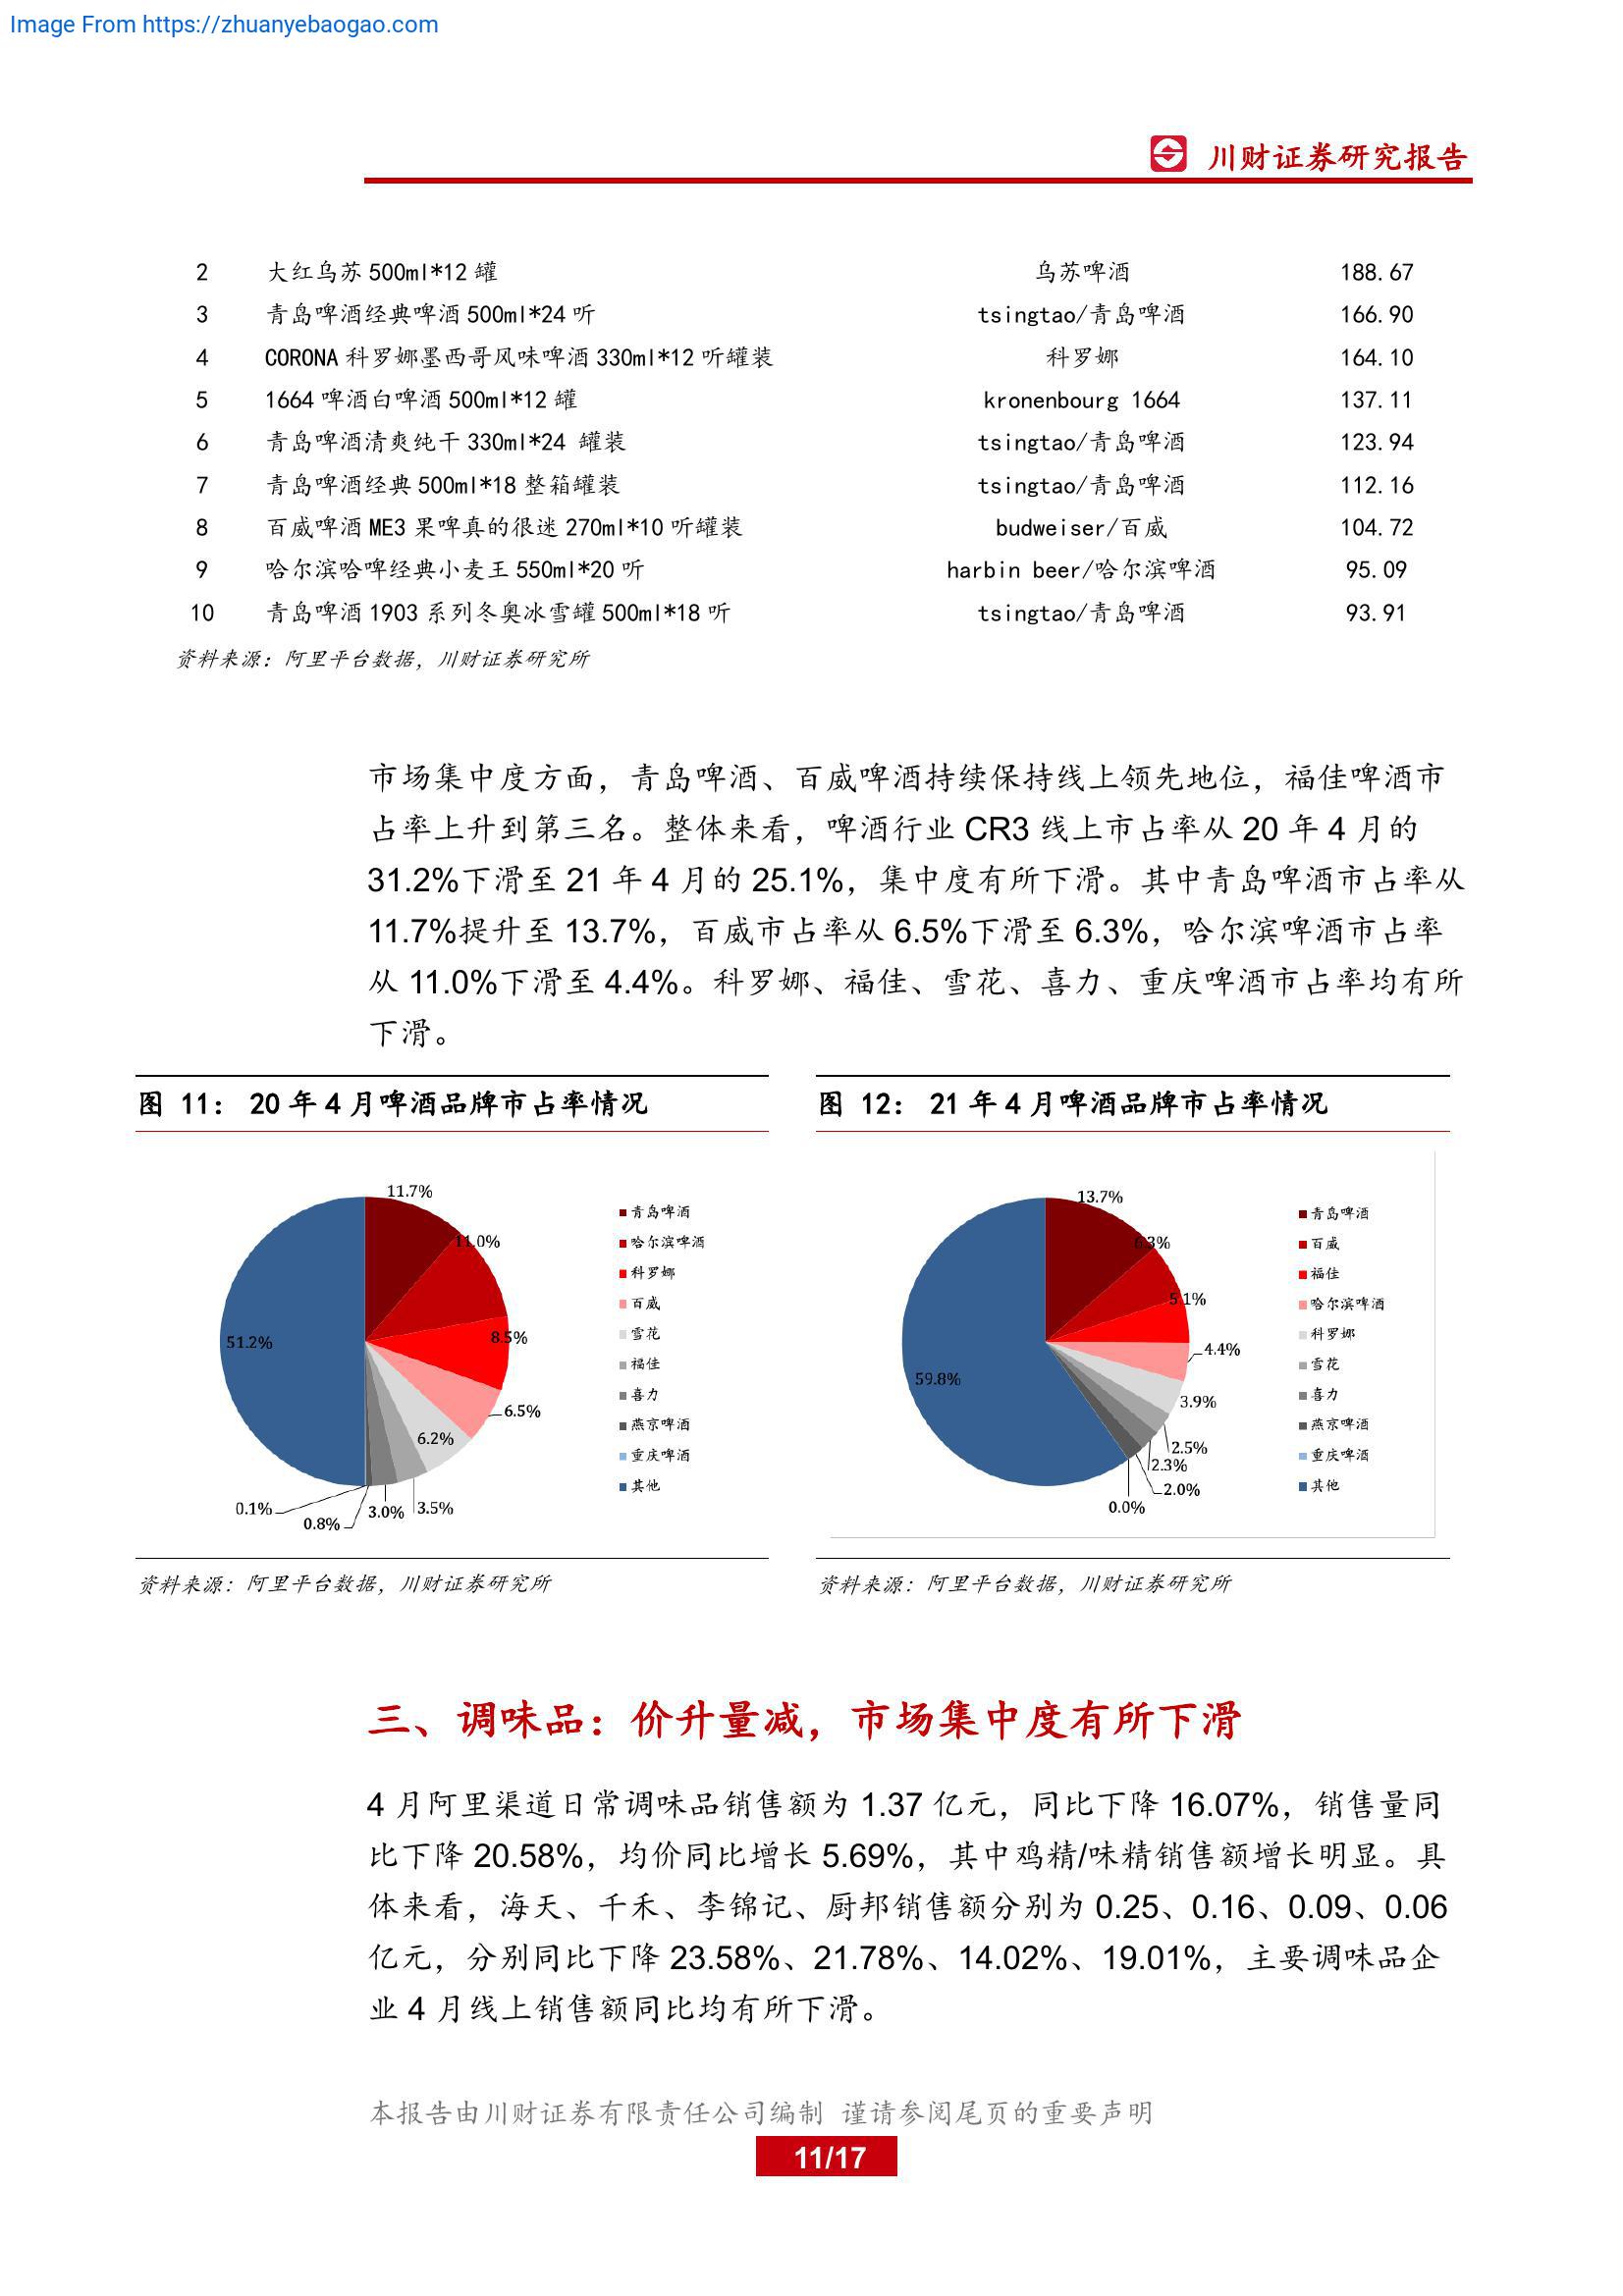 Image From https://zhuanyebaogao.com
川财证券研究报告
2 大红乌苏 500ml*12 罐 乌苏啤酒 188.67
3 青岛啤酒经典啤酒 500ml*24 听 tsingtao/青岛啤酒 166.90
4 CORONA 科罗娜墨西哥风味啤酒 330ml*12 听罐装 科罗娜 164.10
5 1664 啤酒白啤酒 500ml*12 罐 kronenbourg 1664 137.11
6 青岛啤酒清爽纯干 330ml*24 罐装 tsingtao/青岛啤酒 123.94
7 青岛啤酒经典 500ml*18 整箱罐装 tsingtao/青岛啤酒 112.16
8 百威啤酒 ME3 果啤真的很迷 270ml*10 听罐装 budweiser/百威 104.72
9 哈尔滨哈啤经典小麦王 550ml*20 听 harbin beer/哈尔滨啤酒 95.09
10 青岛啤酒 1903 系列冬奥冰雪罐 500ml*18 听 tsingtao/青岛啤酒 93.91
资料来源：阿里平台数据，川财证券研究所
市场集中度方面，青岛啤酒、百威啤酒持续保持线上领先地位，福佳啤酒市
占率上升到第三名。整体来看，啤酒行业 CR3 线上市占率从 20 年 4 月的
31.2%下滑至 21 年 4 月的 25.1%，集中度有所下滑。其中青岛啤酒市占率从
11.7%提升至 13.7%，百威市占率从 6.5%下滑至 6.3%，哈尔滨啤酒市占率
从 11.0%下滑至 4.4%。科罗娜、福佳、雪花、喜力、重庆啤酒市占率均有所
下滑。
图 11： 20 年 4 月啤酒品牌市占率情况
11.7%
11.0%
8.5%
6.5%
6.2%
3.5%
3.0%
0.8%
0.1%
51.2%
青岛啤酒
哈尔滨啤酒
科罗娜
百威
雪花
福佳
喜力
燕京啤酒
重庆啤酒
其他
资料来源：阿里平台数据，川财证券研究所
图 12： 21 年 4 月啤酒品牌市占率情况
13.7%
6.3%
5.1%
4.4%
3.9%
2.5%
2.3%
2.0%
0.0%
59.8%
青岛啤酒
百威
福佳
哈尔滨啤酒
科罗娜
雪花
喜力
燕京啤酒
重庆啤酒
其他
资料来源：阿里平台数据，川财证券研究所
三、调味品：价升量减，市场集中度有所下滑
4 月阿里渠道日常调味品销售额为 1.37 亿元，同比下降 16.07%，销售量同
比下降 20.58%，均价同比增长 5.69%，其中鸡精/味精销售额增长明显。具
体来看，海天、千禾、李锦记、厨邦销售额分别为 0.25、0.16、0.09、0.06
亿元，分别同比下降 23.58%、21.78%、14.02%、19.01%，主要调味品企
业 4 月线上销售额同比均有所下滑。
本报告由川财证券有限责任公司编制 谨请参阅尾页的重要声明
11/17